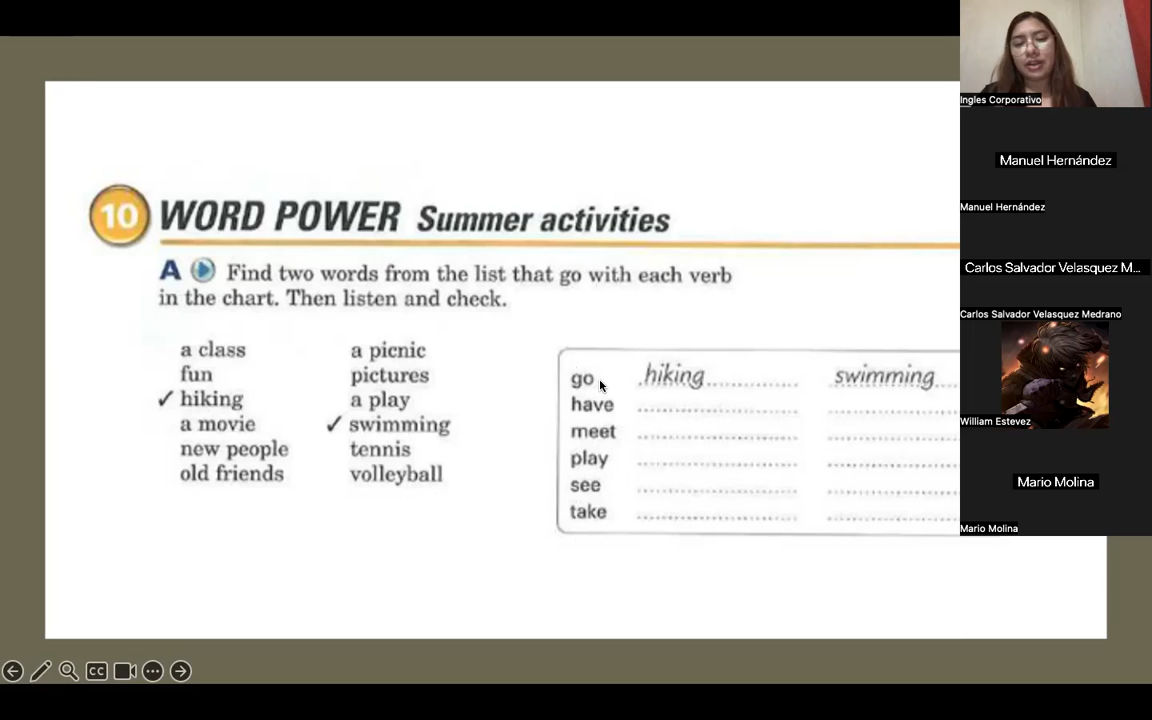 10 WORD POWER Summer activities
A Find two words from the list that go with each verb
in the chart. Then listen and check.
a class
fun
✓ hiking
a movie
new people
old friends
a picnic
pictures
a play
✓ swimming
tennis
volleyball
go hiking swimming
have
meet
play
see
take
Ingles Corporativo
Manuel Hernández
Manuel Hernández
Carlos Salvador Velasquez M...
Carlos Salvador Velasquez Medrano
William Estevez
Mario Molina
Mario Molina
CC